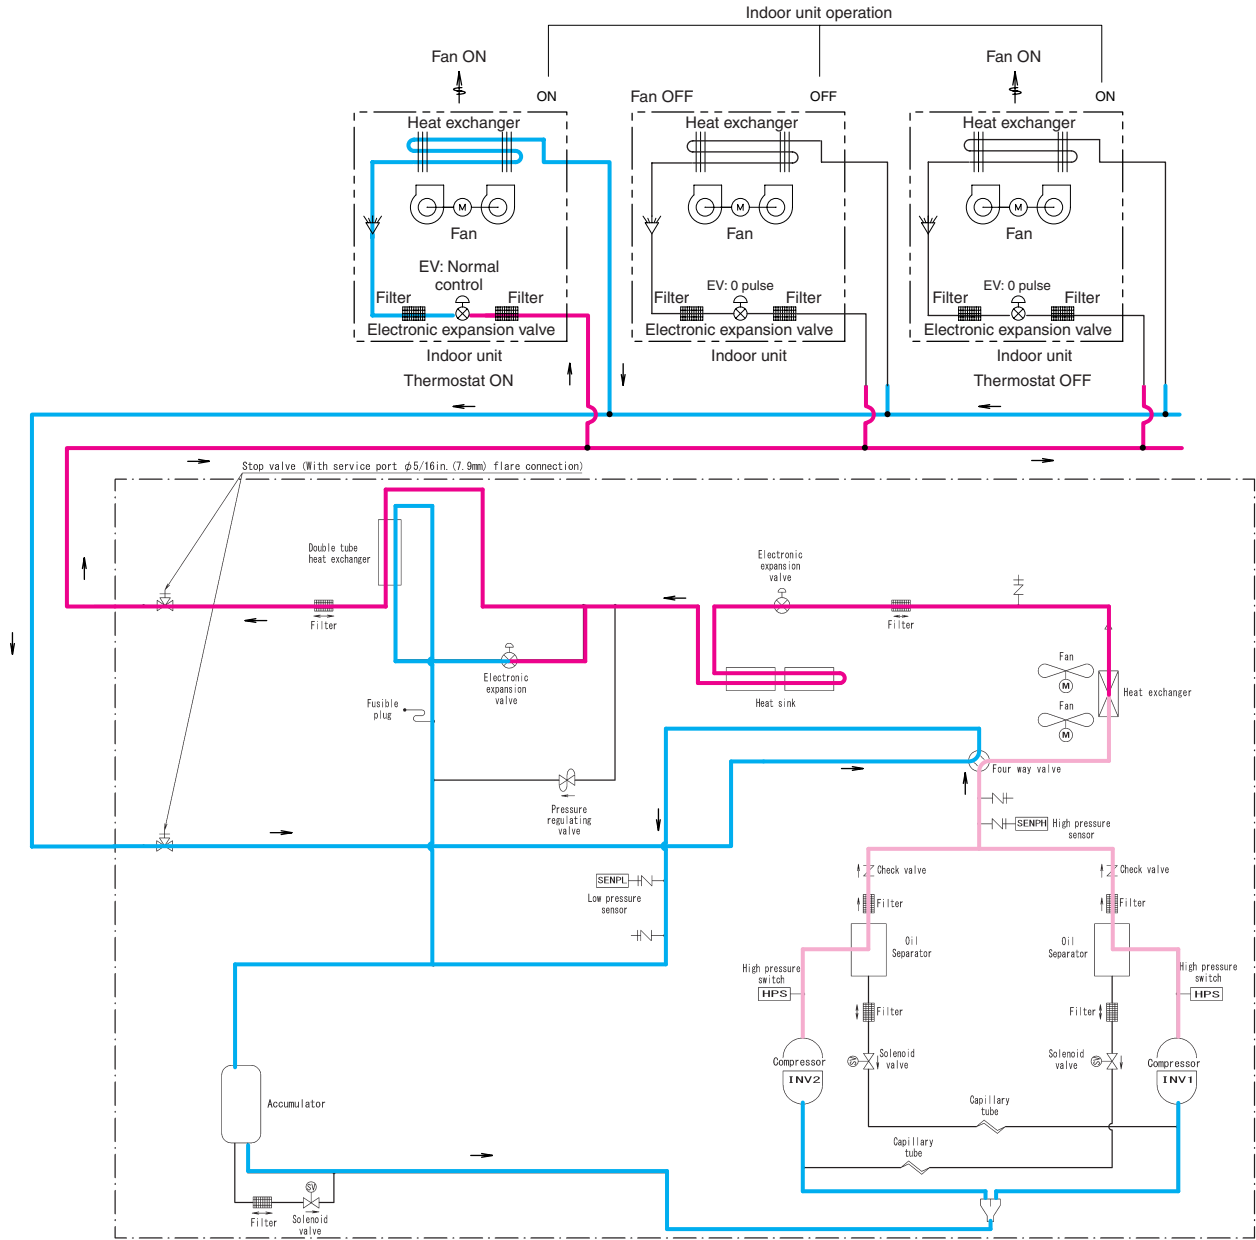 Indoor unit operation
Fan ON
ON
Fan OFF
OFF
Fan ON
ON
Heat exchanger
M
Fan
EV: Normal
control
Filter
Filter
Electronic expansion valve
Indoor unit
Thermostat ON
Heat exchanger
M
Fan
EV: 0 pulse
Filter
Filter
Electronic expansion valve
Indoor unit
Heat exchanger
M
Fan
EV: 0 pulse
Filter
Filter
Electronic expansion valve
Indoor unit
Thermostat OFF
Stop valve (With service port ϕ5/16in. (7.9mm) flare connection)
Double tube
heat exchanger
Filter
Electronic
expansion
valve
Fusible
plug
Electronic
expansion
valve
Filter
Heat sink
Fan
M
Fan
M
Heat exchanger
Four way valve
Pressure
regulating
valve
SENPH
High pressure
sensor
SENPL
Low pressure
sensor
Check valve
Filter
Oil
Separator
High pressure
switch
HPS
Filter
Solenoid
valve
Compressor
INV2
Check valve
Filter
Oil
Separator
High pressure
switch
HPS
Filter
Solenoid
valve
Compressor
INV1
Capillary
tube
Capillary
tube
Accumulator
SV
Filter
Solenoid
valve